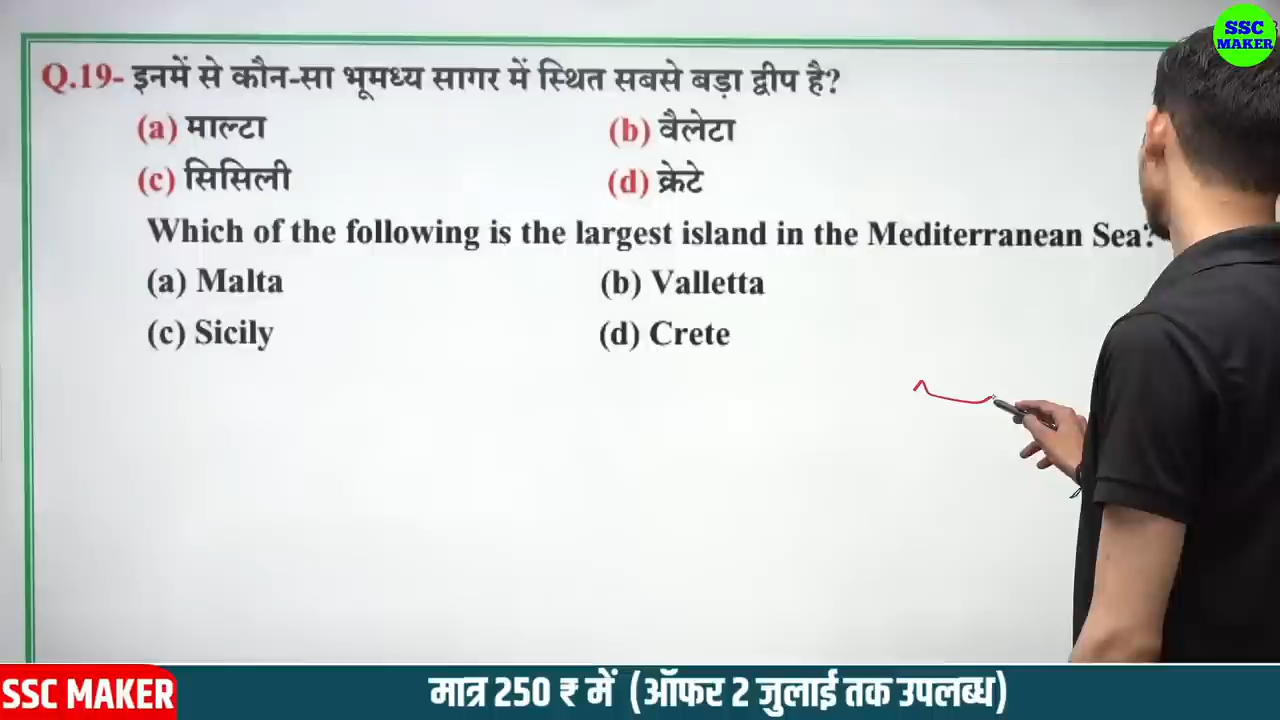 SSC
MAKER
Q.19- इनमें से कौन-सा भूमध्य सागर में स्थित सबसे बड़ा द्वीप है?
(a) माल्टा (b) वैलेटा
(c) सिसिली (d) क्रेटे
Which of the following is the largest island in the Mediterranean Sea?
(a) Malta (b) Valletta
(c) Sicily (d) Crete
SSC MAKER मात्र 250 ₹ में (ऑफर 2 जुलाई तक उपलब्ध)